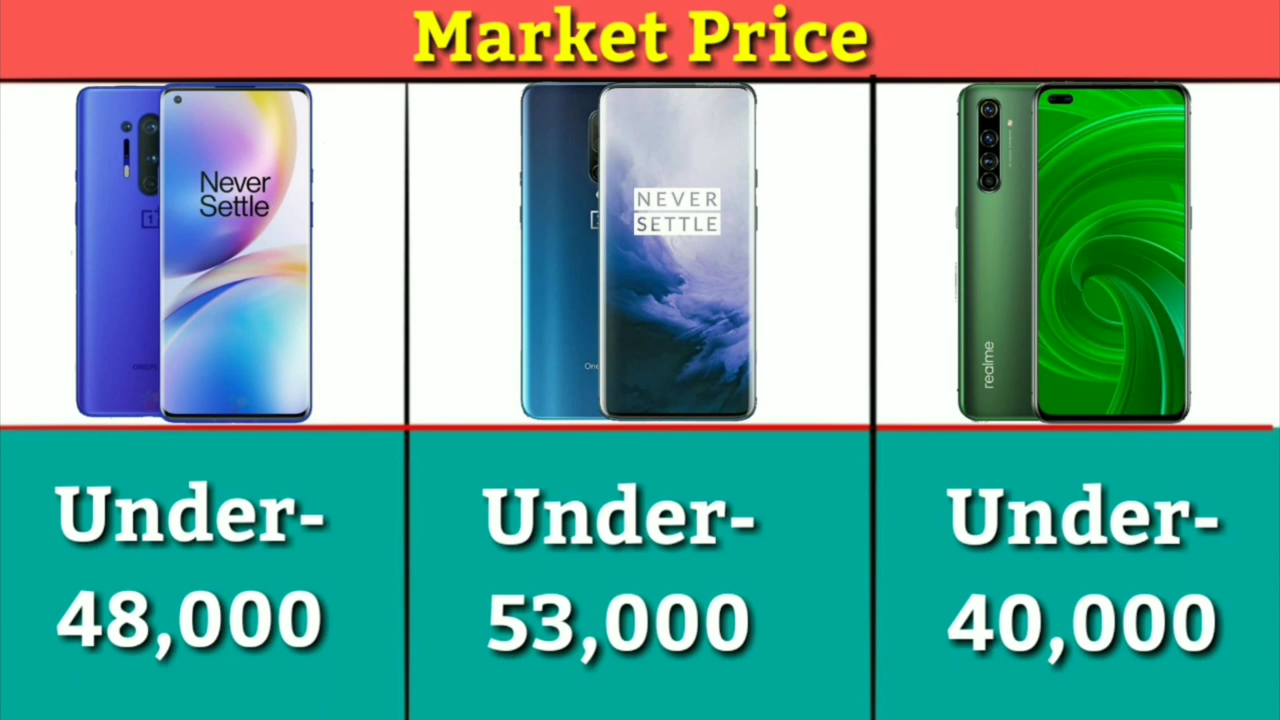 Market Price
Never
Settle
NEVER
SETTLE
realme
Under-
48,000
Under-
53,000
Under-
40,000